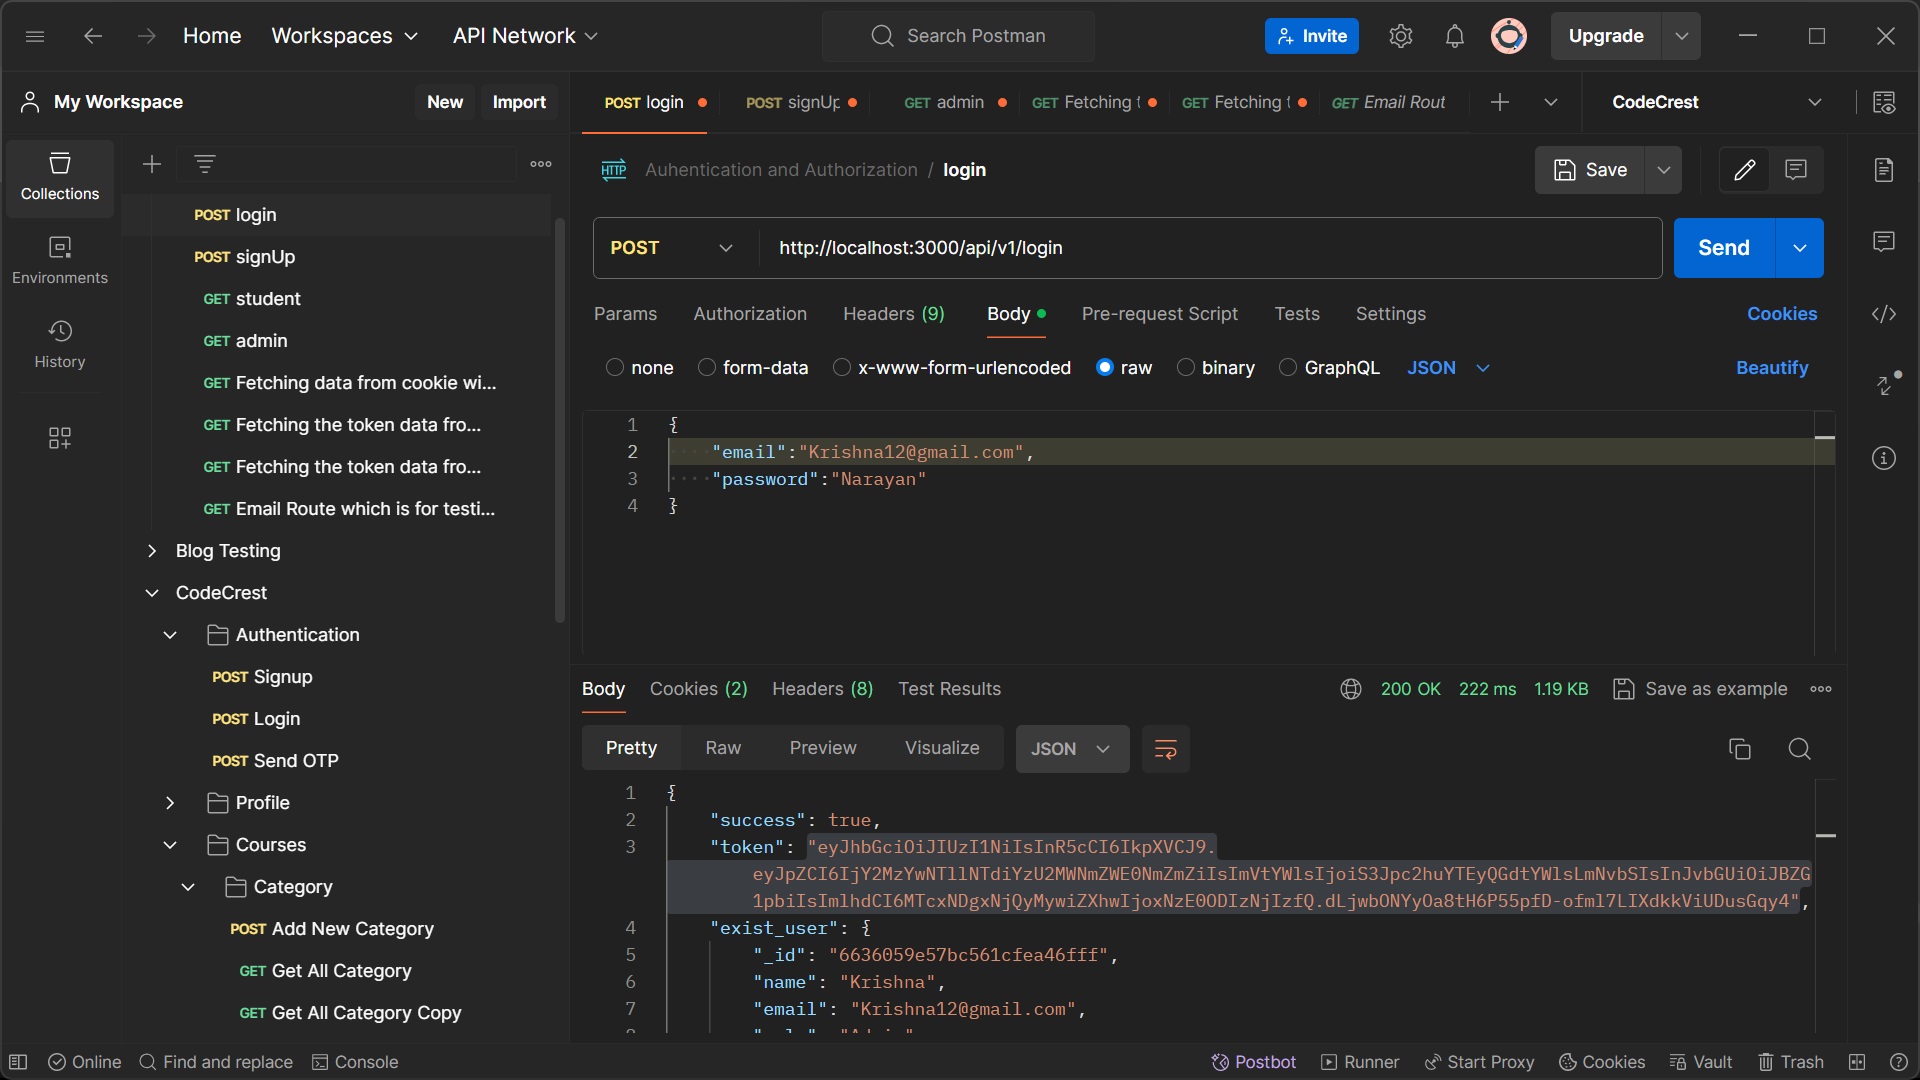 Home
Workspaces
API Network
Search Postman
Invite
Upgrade
My Workspace
New
Import
POST login
POST signUp
GET admin
GET Fetching t
GET Fetching t
GET Email Rout
CodeCrest
Collections
Environments
History
POST login
POST signUp
GET student
GET admin
GET Fetching data from cookie wi...
GET Fetching the token data fro...
GET Fetching the token data fro...
GET Email Route which is for testi...
Blog Testing
CodeCrest
Authentication
POST Signup
POST Login
POST Send OTP
Profile
Courses
Category
POST Add New Category
GET Get All Category
GET Get All Category Copy
HTTP Auhentication and Authorization / login
Save
POST http://localhost:3000/api/v1/login
Send
Params Authorization Headers (9) Body Pre-request Script Tests Settings Cookies
none form-data x-www-form-urlencoded raw binary GraphQL JSON Beautify
1 {
2 ····"email":"Krishna12@gmail.com",
3 ····"password":"Narayan"
4 }
Body Cookies (2) Headers (8) Test Results 200 OK 222 ms 1.19 KB Save as example
Pretty Raw Preview Visualize JSON
1 {
2 "success": true,
3 "token": "eyJhbGciOiJIUzI1NiIsInR5cCI6IkpXVCJ9.
eyJpZCI6IjY2MzYwNTllNTdiYzU2MWNmZWE0NmZmZiIsImVtYWlsIjoiS3Jpc2huYTEyQGdtYWlsLmNvbSIsInJvbGUiOiJBZG
1pbiIsImlhdCI6MTcxNDgxNjQyMywiZXhwIjoxNzE0ODIzNjIzfQ.dLjwbONYyOa8tH6P55pfD-ofml7LIXdkkViUDusGqy4",
4 "exist_user": {
5 "_id": "6636059e57bc561cfea46fff",
6 "name": "Krishna",
7 "email": "Krishna12@gmail.com",
Online
Find and replace
Console
Postbot
Runner
Start Proxy
Cookies
Vault
Trash